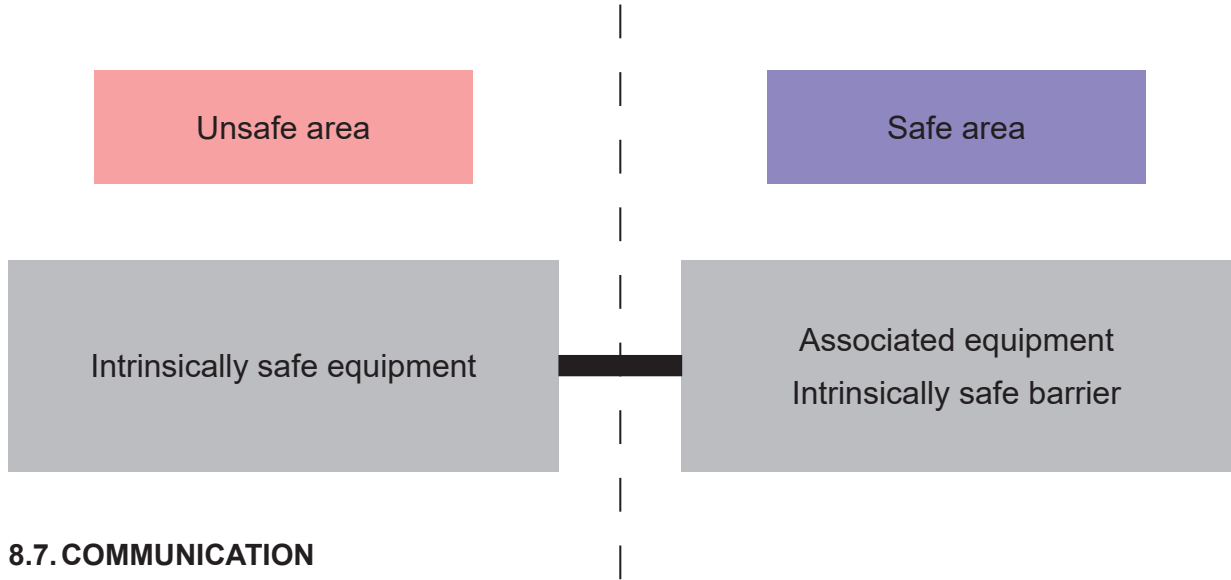 Unsafe area
Safe area
Intrinsically safe equipment
Associated equipment
Intrinsically safe barrier
8.7. COMMUNICATION